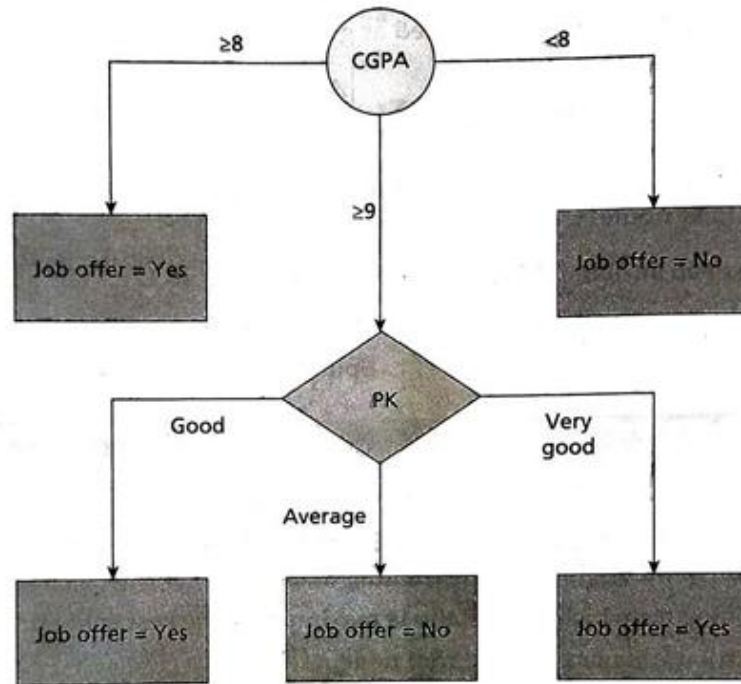 ≥8
CGPA
<8
≥9
Job offer = Yes
Job offer = No
PK
Good
Very
good
Average
Job offer = Yes
Job offer = No
Job offer = Yes